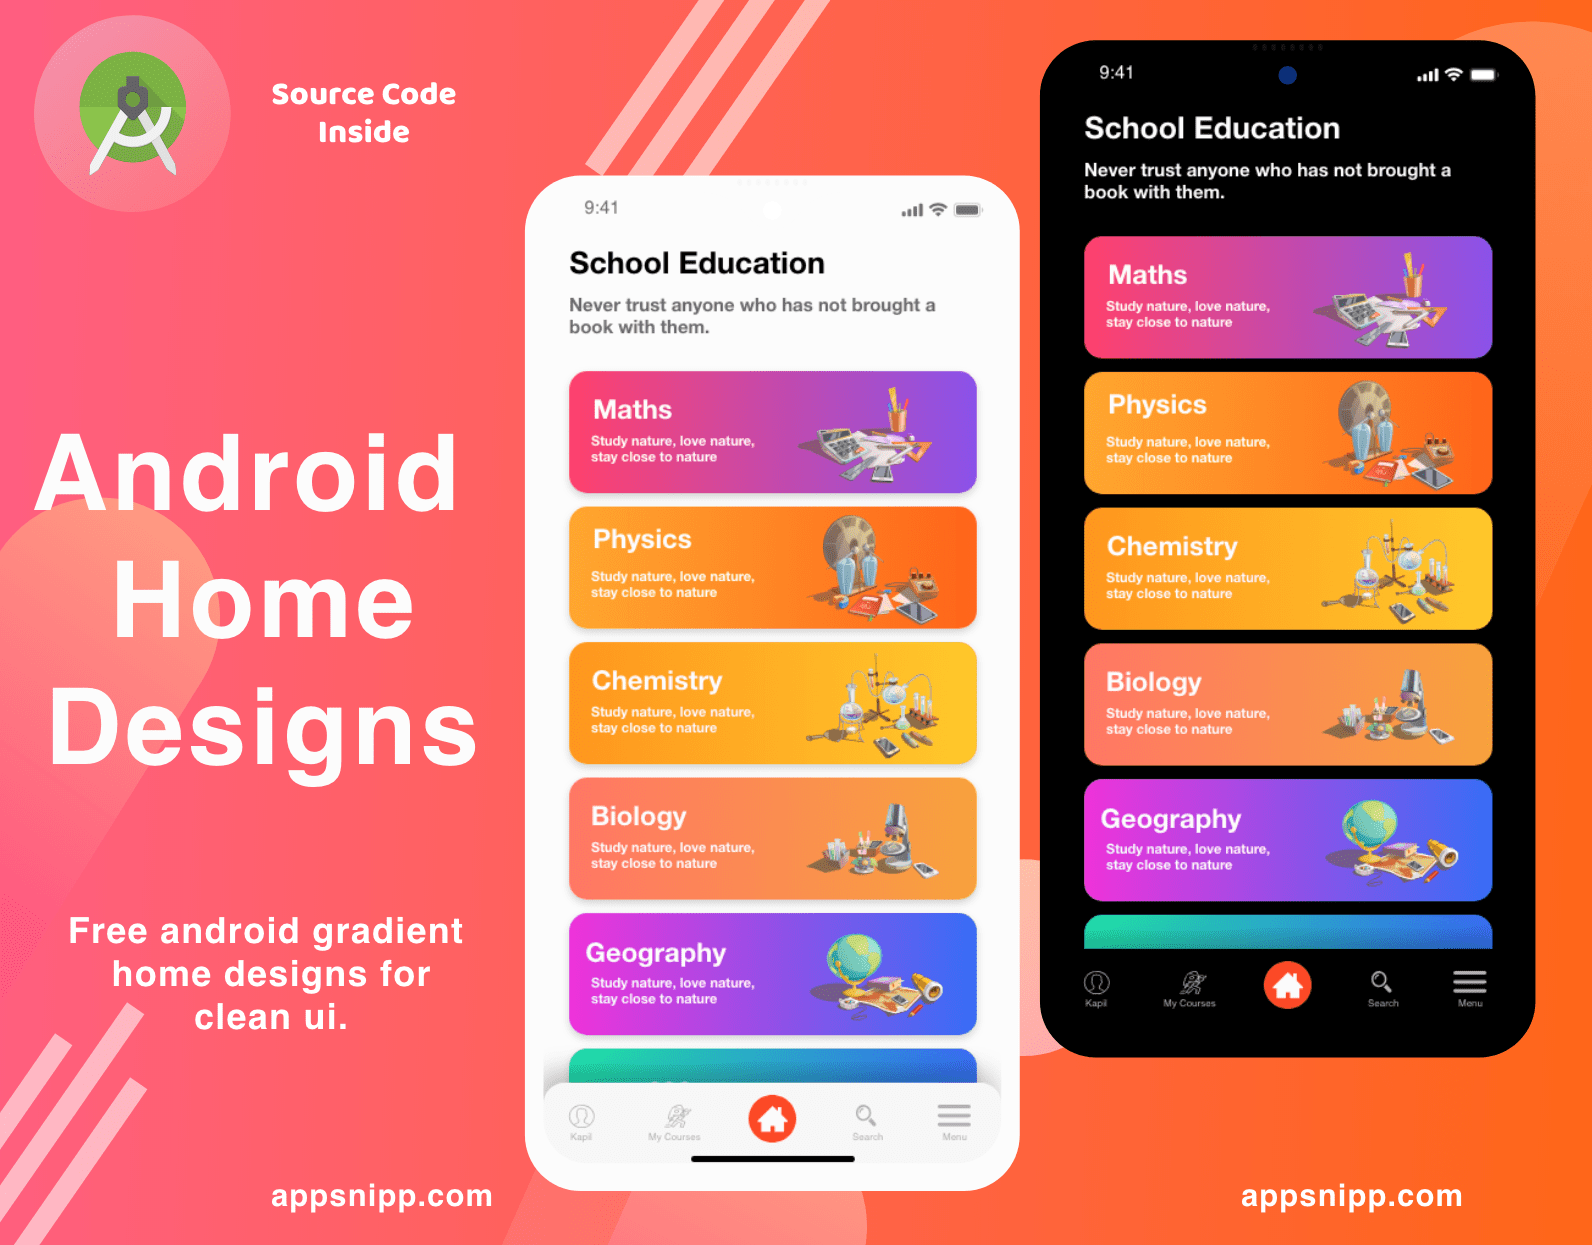 Source Code
Inside
Android
Home
Designs
Free android gradient
home designs for
clean ui.
appsnipp.com
9:41
School Education
Never trust anyone who has not brought a
book with them.
Maths
Study nature, love nature,
stay close to nature
Physics
Study nature, love nature,
stay close to nature
Chemistry
Study nature, love nature,
stay close to nature
Biology
Study nature, love nature,
stay close to nature
Geography
Study nature, love nature,
stay close to nature
Kapil
My Courses
Search
Menu
9:41
School Education
Never trust anyone who has not brought a
book with them.
Maths
Study nature, love nature,
stay close to nature
Physics
Study nature, love nature,
stay close to nature
Chemistry
Study nature, love nature,
stay close to nature
Biology
Study nature, love nature,
stay close to nature
Geography
Study nature, love nature,
stay close to nature
Kapil
My Courses
Search
Menu
appsnipp.com